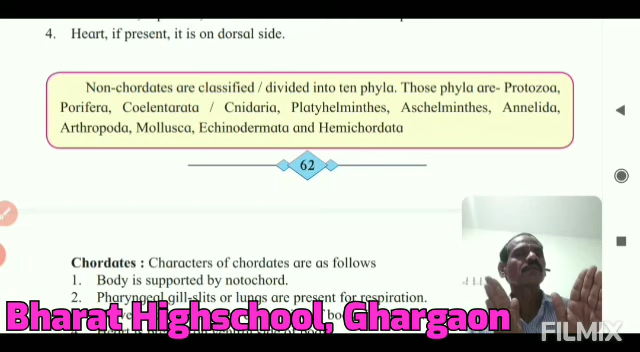 4. Heart, if present, it is on dorsal side.
Non-chordates are classified / divided into ten phyla. Those phyla are- Protozoa,
Porifera, Coelentarata / Cnidaria, Platyhelminthes, Aschelminthes, Annelida,
Arthropoda, Mollusca, Echinodermata and Hemichordata
62
Chordates : Characters of chordates are as follows
1. Body is supported by notochord.
2. Pharyngeal gill-slits or lungs are present for respiration.
Bharat Highschool, Ghargaon
FILMIX